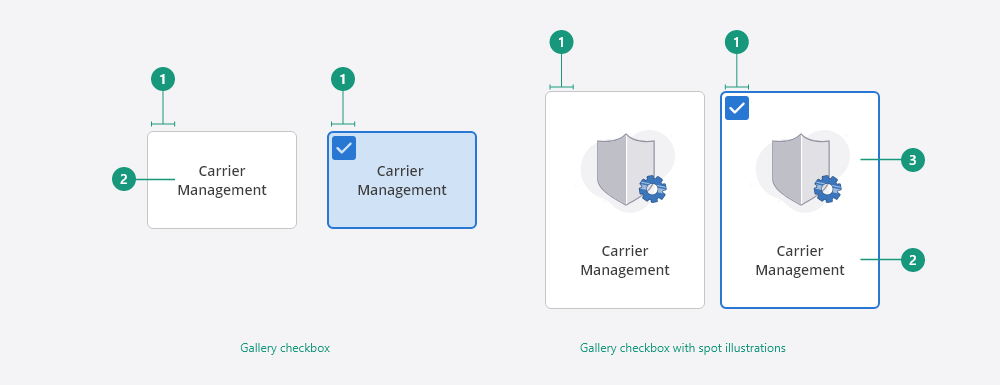 1
1
1
1
Carrier
Management
Carrier
Management
2
3
Carrier
Management
Carrier
Management
2
Gallery checkbox
Gallery checkbox with spot illustrations